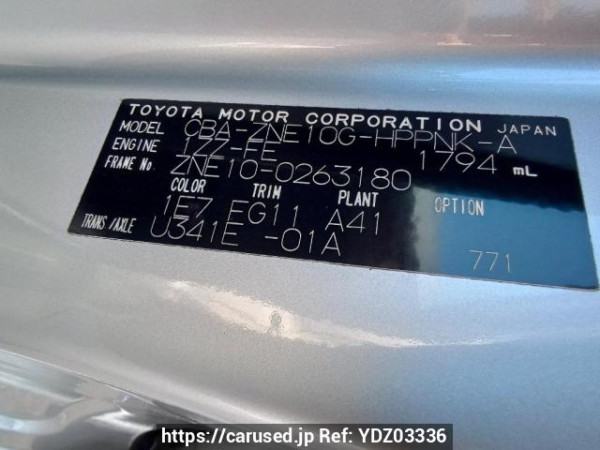 TOYOTA MOTOR CORPORATION JAPAN
MODEL CBA-ZNE10G-HPPNK-A
ENGINE 1ZZ-FE 1794 mL
FRAME No ZNE10-0263180
COLOR TRIM PLANT OPTION
1E7 EG11 A41
TRANS/AXLE U341E -01A
771
https://carused.jp Ref: YDZ03336